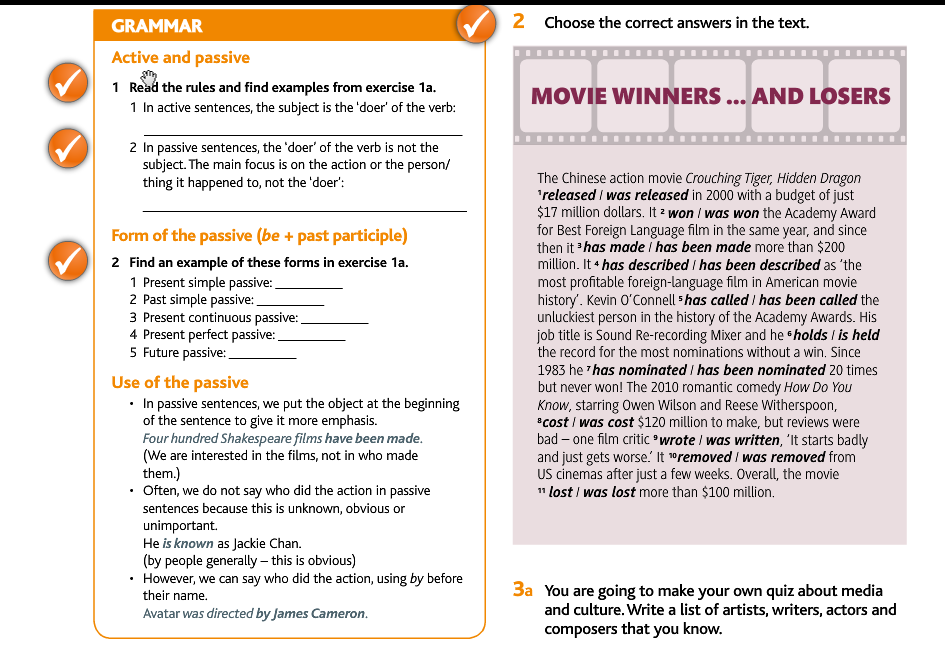 GRAMMAR
Active and passive
1 Read the rules and find examples from exercise 1a.
1 In active sentences, the subject is the ‘doer’ of the verb:
2 In passive sentences, the ‘doer’ of the verb is not the
subject. The main focus is on the action or the person/
thing it happened to, not the ‘doer’:
Form of the passive (be + past participle)
2 Find an example of these forms in exercise 1a.
1 Present simple passive: __________
2 Past simple passive: __________
3 Present continuous passive: __________
4 Present perfect passive: __________
5 Future passive: __________
Use of the passive
• In passive sentences, we put the object at the beginning
of the sentence to give it more emphasis.
Four hundred Shakespeare films have been made.
(We are interested in the films, not in who made
them.)
• Often, we do not say who did the action in passive
sentences because this is unknown, obvious or
unimportant.
He is known as Jackie Chan.
(by people generally – this is obvious)
• However, we can say who did the action, using by before
their name.
Avatar was directed by James Cameron.
2 Choose the correct answers in the text.
MOVIE WINNERS ... AND LOSERS
The Chinese action movie Crouching Tiger, Hidden Dragon
¹released / was released in 2000 with a budget of just
$17 million dollars. It ² won / was won the Academy Award
for Best Foreign Language film in the same year, and since
then it ³ has made / has been made more than $200
million. It ⁴ has described / has been described as ‘the
most profitable foreign-language film in American movie
history’. Kevin O’Connell ⁵ has called / has been called the
unluckiest person in the history of the Academy Awards. His
job title is Sound Re-recording Mixer and he ⁶ holds / is held
the record for the most nominations without a win. Since
1983 he ⁷ has nominated / has been nominated 20 times
but never won! The 2010 romantic comedy How Do You
Know, starring Owen Wilson and Reese Witherspoon,
⁸cost / was cost $120 million to make, but reviews were
bad – one film critic ⁹ wrote / was written, ‘It starts badly
and just gets worse.’ It ¹⁰removed / was removed from
US cinemas after just a few weeks. Overall, the movie
¹¹ lost / was lost more than $100 million.
3a You are going to make your own quiz about media
and culture. Write a list of artists, writers, actors and
composers that you know.